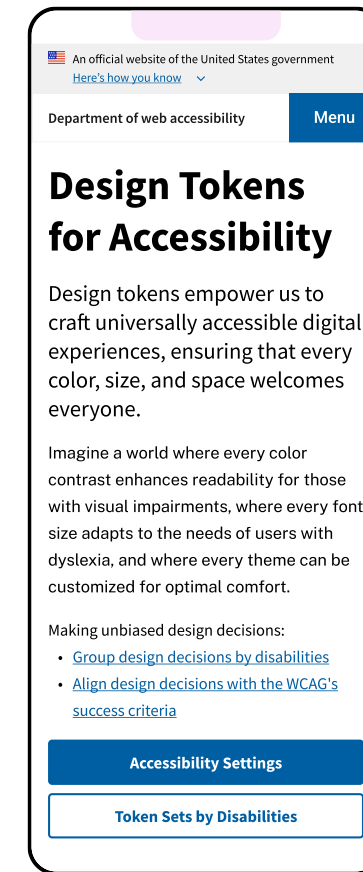 An official website of the United States government
Here's how you know
Department of web accessibility
Menu
Design Tokens
for Accessibility
Design tokens empower us to
craft universally accessible digital
experiences, ensuring that every
color, size, and space welcomes
everyone.
Imagine a world where every color
contrast enhances readability for those
with visual impairments, where every font
size adapts to the needs of users with
dyslexia, and where every theme can be
customized for optimal comfort.
Making unbiased design decisions:
• Group design decisions by disabilities
• Align design decisions with the WCAG's
success criteria
Accessibility Settings
Token Sets by Disabilities